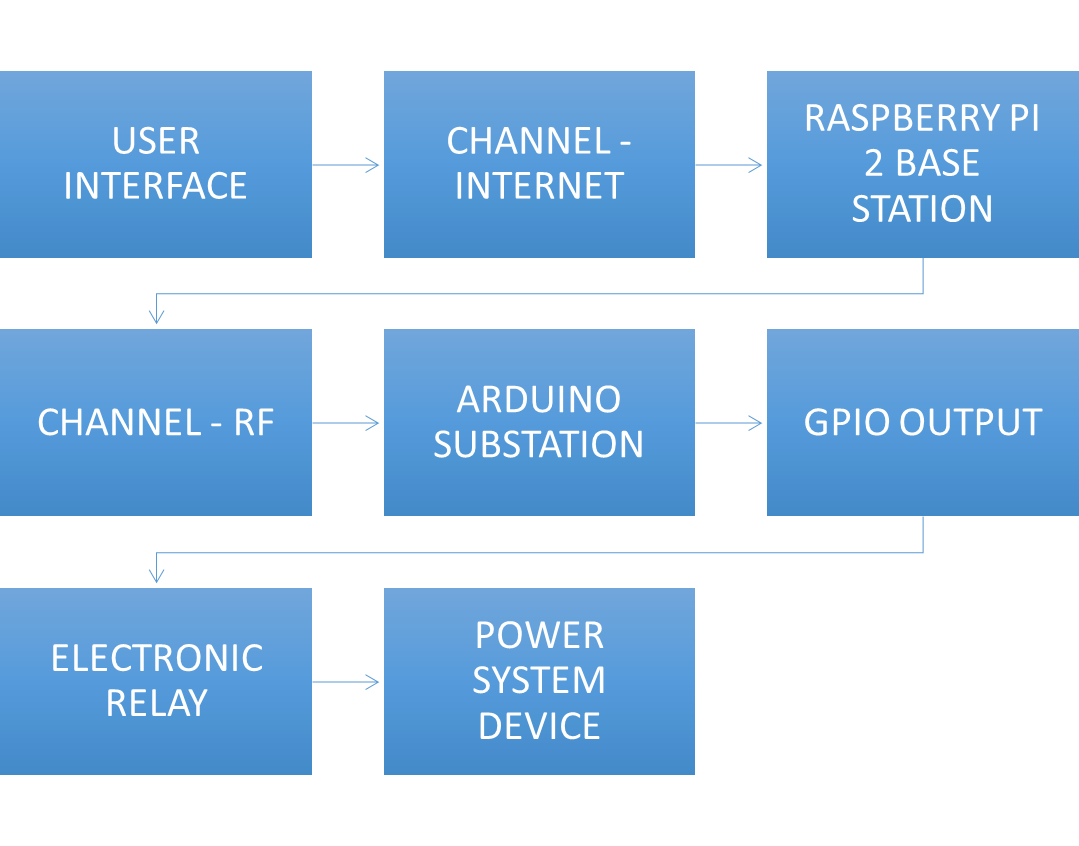 USER
INTERFACE
CHANNEL -
INTERNET
RASPBERRY PI
2 BASE
STATION
CHANNEL - RF
ARDUINO
SUBSTATION
GPIO OUTPUT
ELECTRONIC
RELAY
POWER
SYSTEM
DEVICE